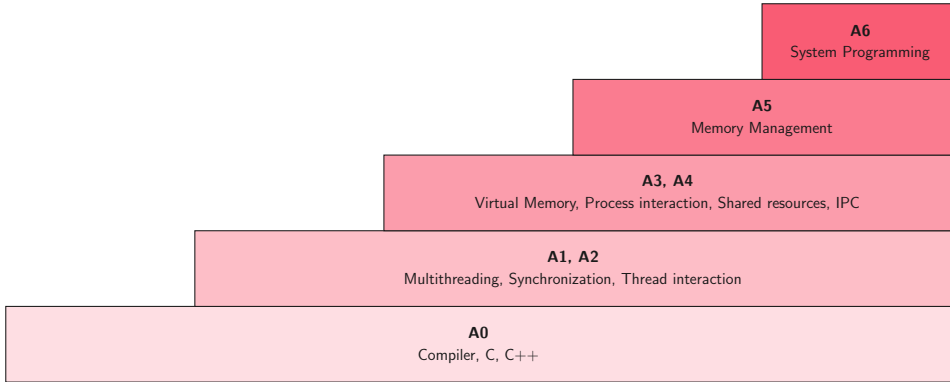 A6
System Programming
A5
Memory Management
A3, A4
Virtual Memory, Process interaction, Shared resources, IPC
A1, A2
Multithreading, Synchronization, Thread interaction
A0
Compiler, C, C++